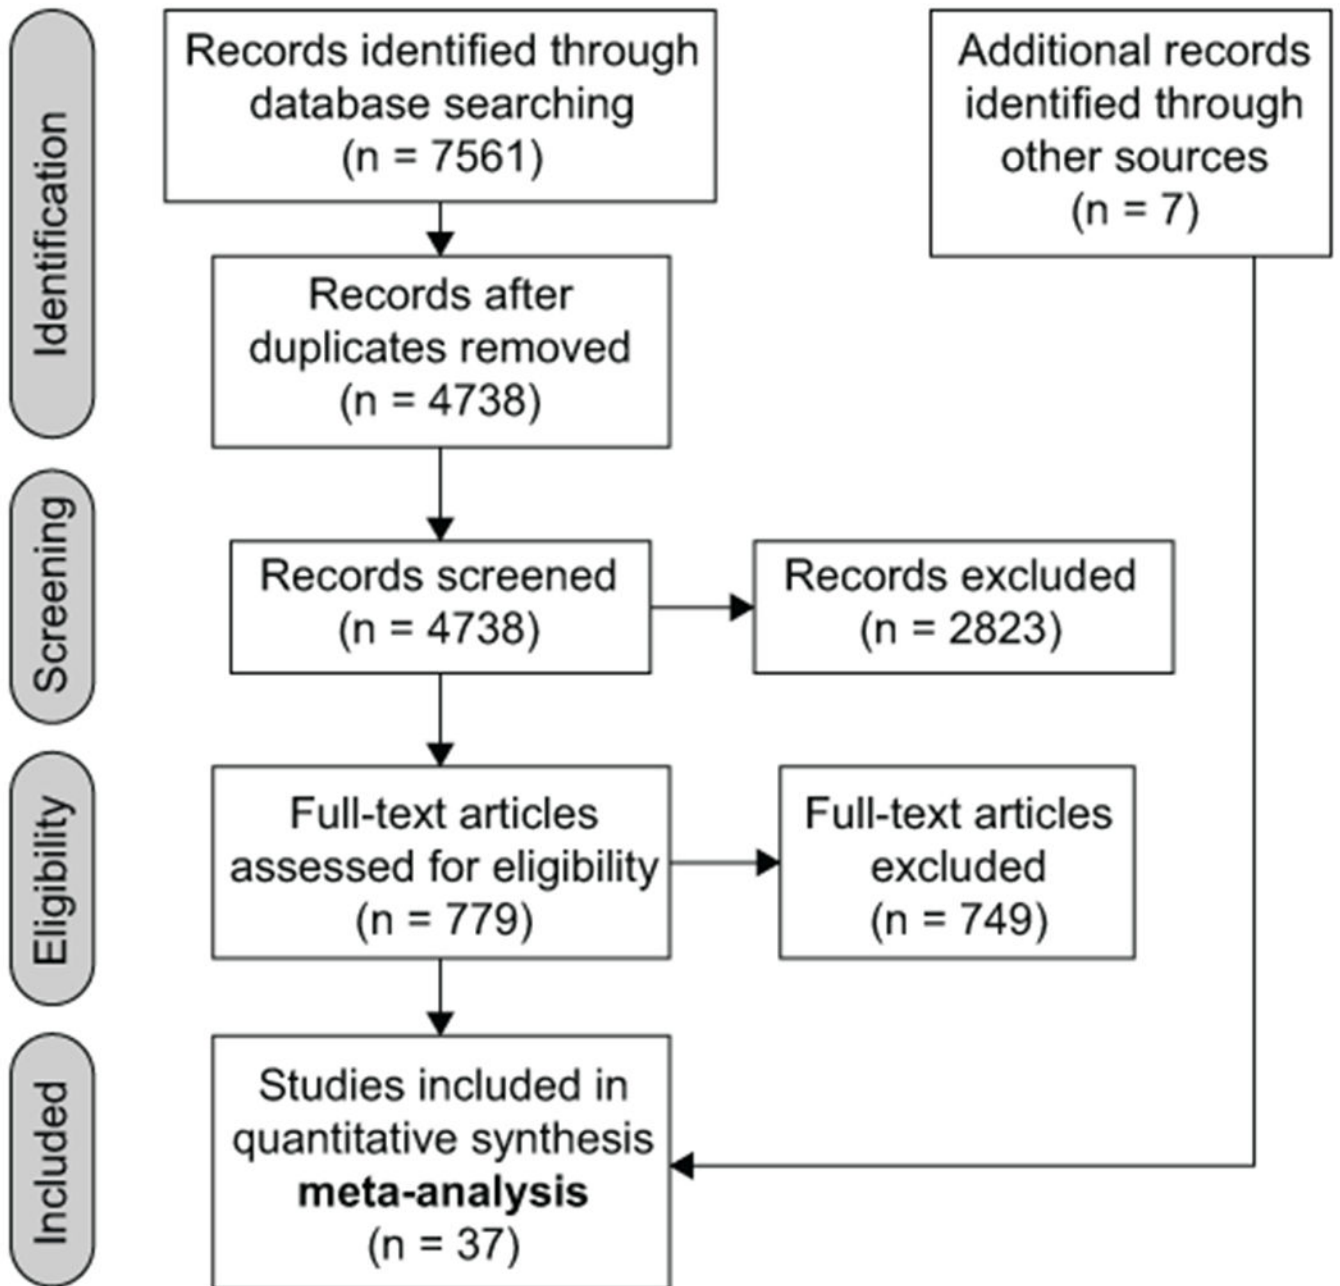 Identification
Records identified through
database searching
(n = 7561)
Additional records
identified through
other sources
(n = 7)
Records after
duplicates removed
(n = 4738)
Screening
Records screened
(n = 4738)
Records excluded
(n = 2823)
Eligibility
Full-text articles
assessed for eligibility
(n = 779)
Full-text articles
excluded
(n = 749)
Included
Studies included in
quantitative synthesis
meta-analysis
(n = 37)